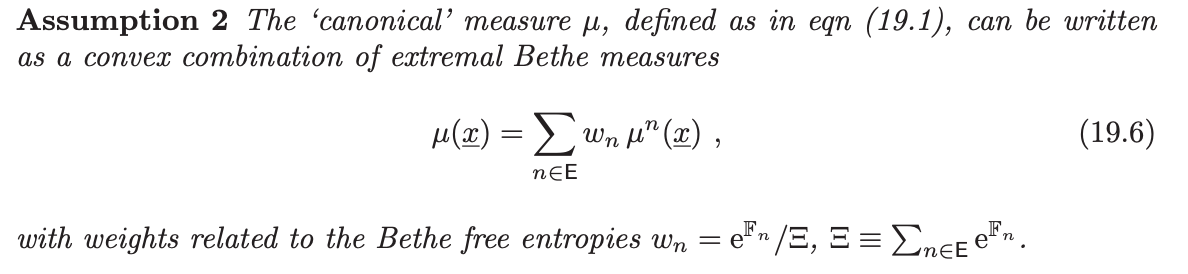 Assumption 2 The ‘canonical’ measure μ, defined as in eqn (19.1), can be written
as a convex combination of extremal Bethe measures
μ(x̲) = ∑_{n∈E} w_n μ^n(x̲) , (19.6)
with weights related to the Bethe free entropies w_n = e^{𝔽_n}/Ξ, Ξ ≡ ∑_{n∈E} e^{𝔽_n}.